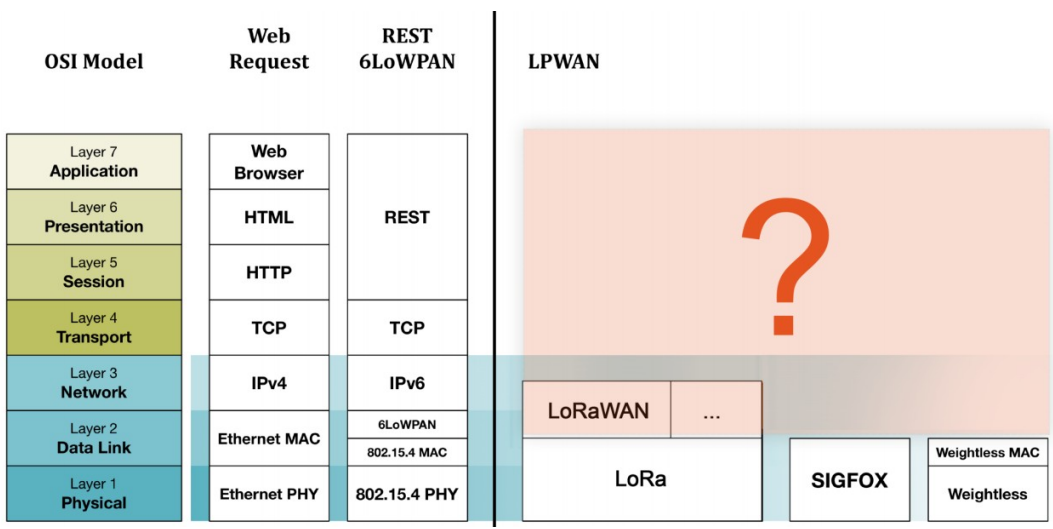 OSI Model
Web
Request
REST
6LoWPAN
LPWAN
Layer 7
Application
Layer 6
Presentation
Layer 5
Session
Layer 4
Transport
Layer 3
Network
Layer 2
Data Link
Layer 1
Physical
Web
Browser
HTML
HTTP
TCP
IPv4
Ethernet MAC
Ethernet PHY
REST
TCP
IPv6
6LoWPAN
802.15.4 MAC
802.15.4 PHY
?
LoRaWAN
...
LoRa
SIGFOX
Weightless MAC
Weightless